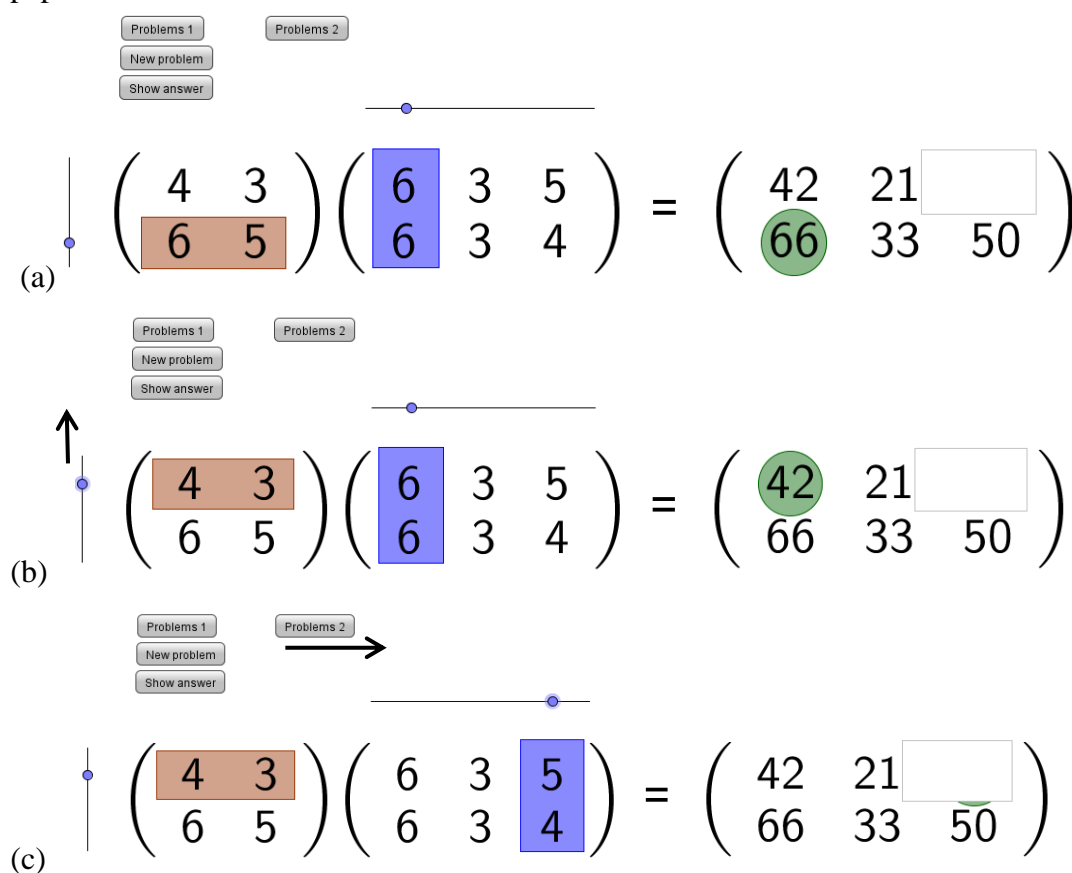 Problems 1 Problems 2
New problem
Show answer
4 3 6 3 5 = 42 21
6 5 6 3 4 66 33 50
(a)
Problems 1 Problems 2
New problem
Show answer
4 3 6 3 5 = 42 21
6 5 6 3 4 66 33 50
(b)
Problems 1 Problems 2
New problem
Show answer
4 3 6 3 5 = 42 21
6 5 6 3 4 66 33 50
(c)